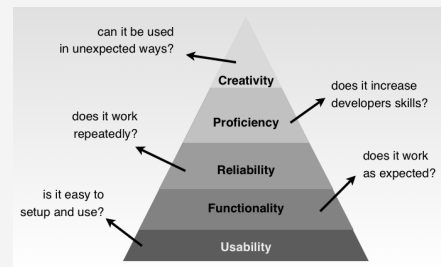 can it be used
in unexpected ways?
Creativity
does it increase
developers skills?
Proficiency
does it work
repeatedly?
Reliability
does it work
as expected?
Functionality
is it easy to
setup and use?
Usability